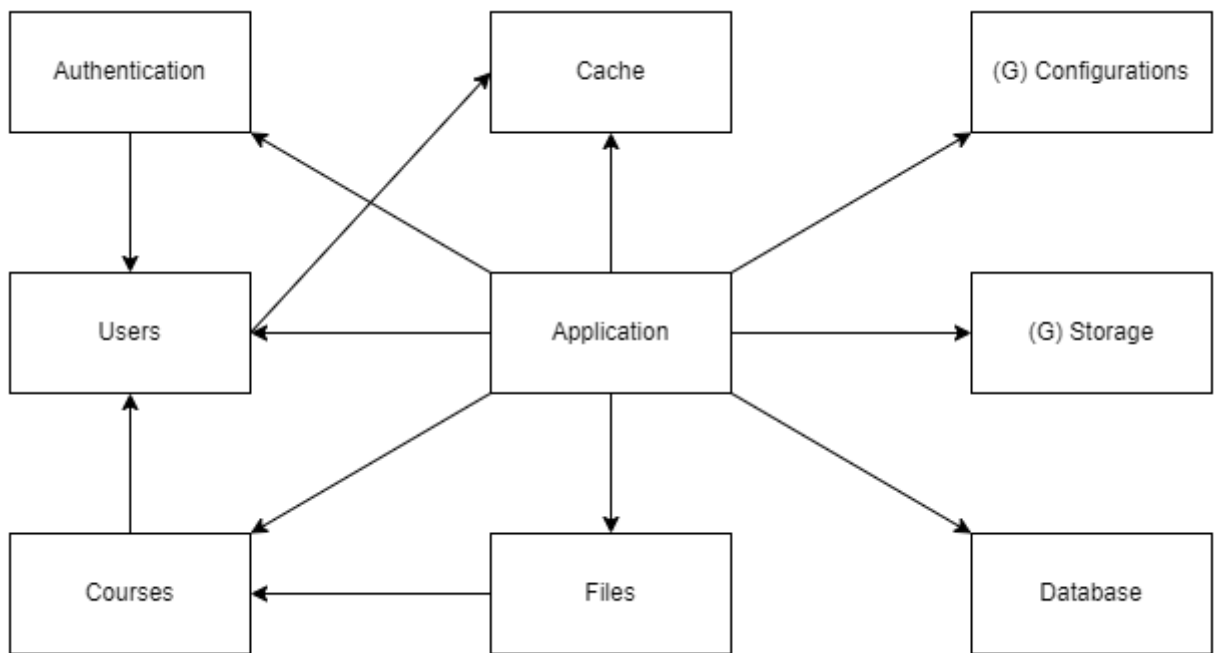 Authentication
Cache
(G) Configurations
Users
Application
(G) Storage
Courses
Files
Database